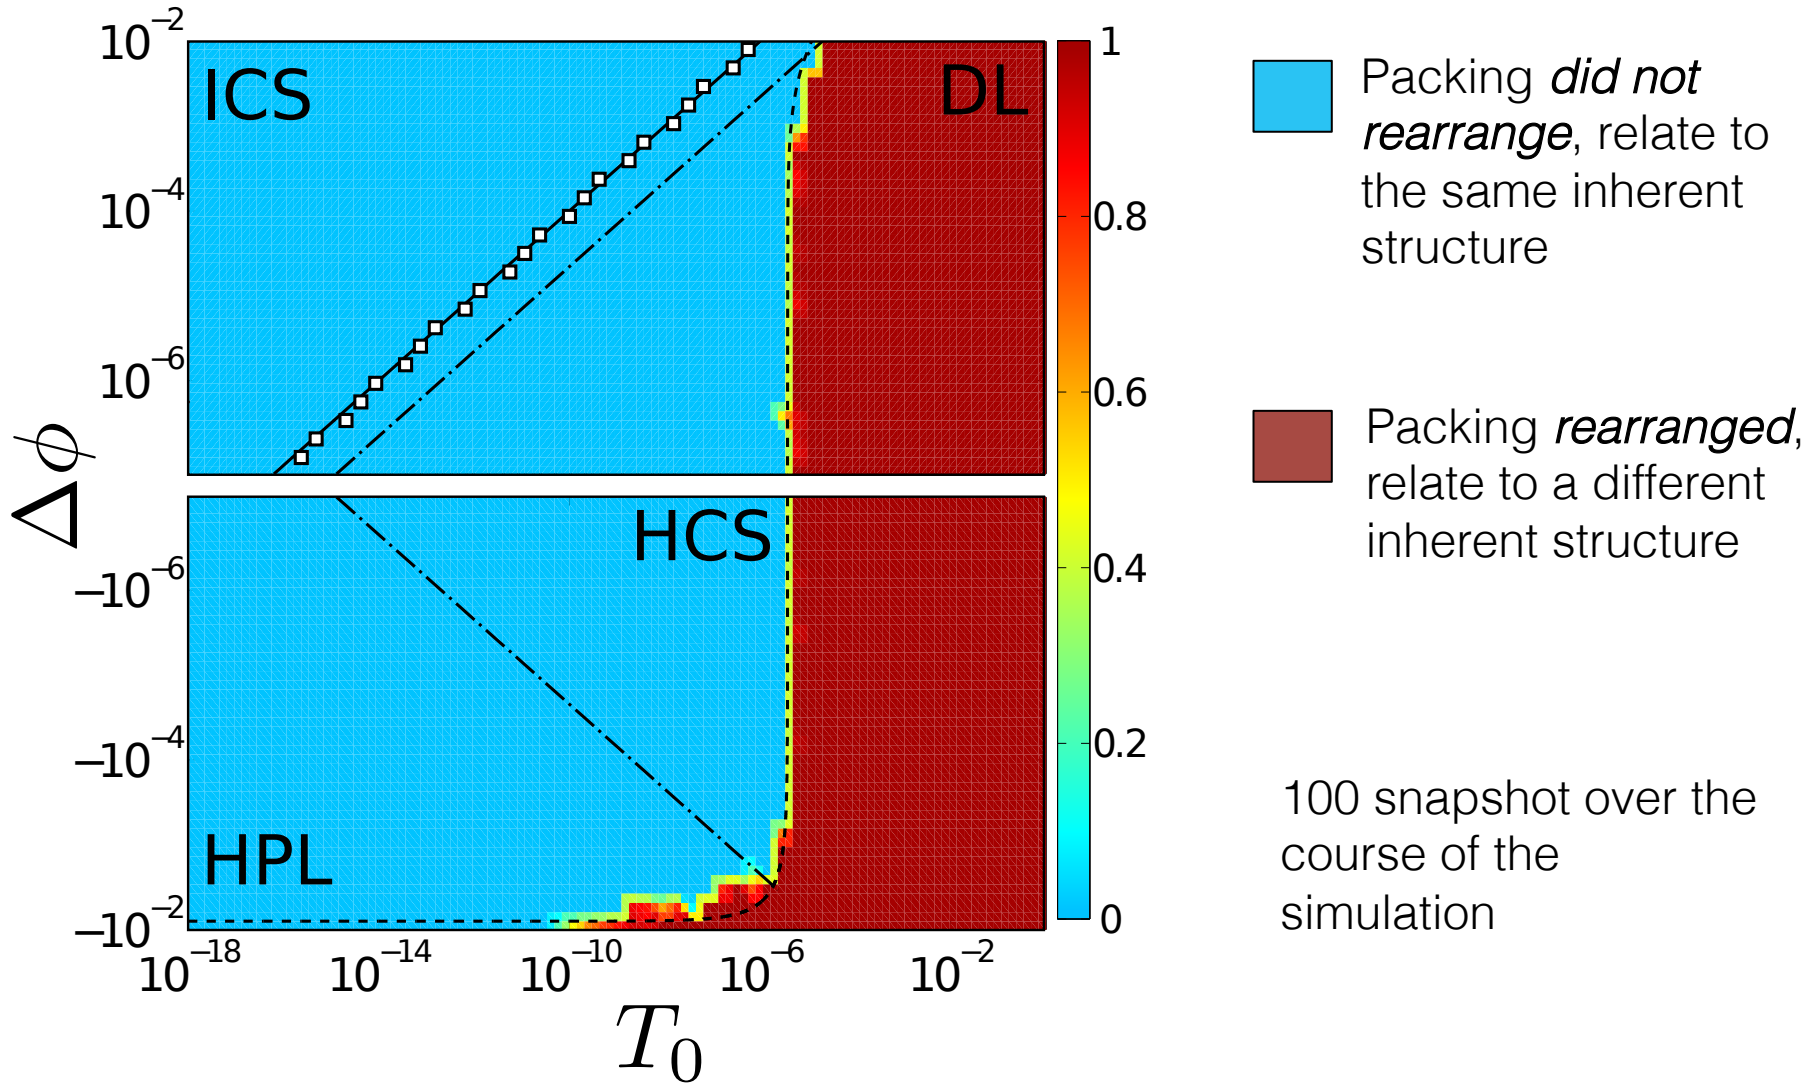 10⁻²
ICS
DL
10⁻⁴
10⁻⁶
Δϕ
HCS
−10⁻⁶
−10⁻⁴
HPL
−10⁻²
10⁻¹⁸ 10⁻¹⁴ 10⁻¹⁰ 10⁻⁶ 10⁻²
T₀
1
0.8
0.6
0.4
0.2
0
Packing did not
rearrange, relate to
the same inherent
structure
Packing rearranged,
relate to a different
inherent structure
100 snapshot over the
course of the
simulation